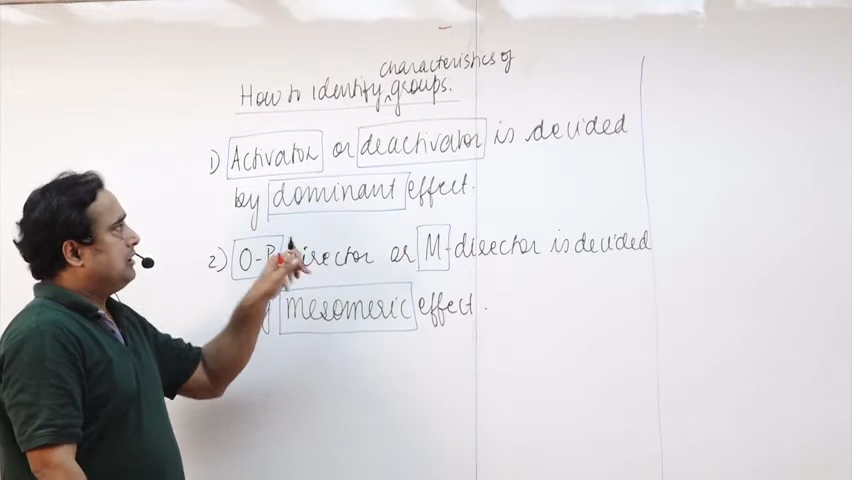 characteristics of
How to identify ^ groups:
1) Activator or deactivator is decided
by dominant effect.
2) O-P director or M-director is decided
mesomeric effect.